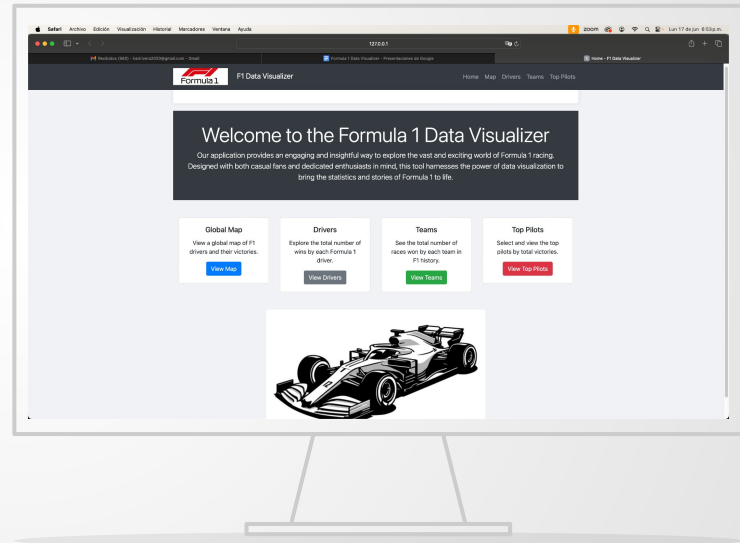 Safari Archivo Edición Visualización Historial Marcadores Ventana Ayuda
zoom
Lun 17 de jun 6:53p.m.
127.0.0.1
Formula 1 Data Visualizer - Presentaciones de Google
Home - F1 Data Visualizer
Formula 1
F1 Data Visualizer
Home Map Drivers Teams Top Pilots
Welcome to the Formula 1 Data Visualizer
Our application provides an engaging and insightful way to explore the vast and exciting world of Formula 1 racing.
Designed with both casual fans and dedicated enthusiasts in mind, this tool harnesses the power of data visualization to
bring the statistics and stories of Formula 1 to life.
Global Map
View a global map of F1
drivers and their victories.
View Map
Drivers
Explore the total number of
wins by each Formula 1
driver.
View Drivers
Teams
See the total number of
races won by each team in
F1 history.
View Teams
Top Pilots
Select and view the top
pilots by total victories.
View Top Pilots